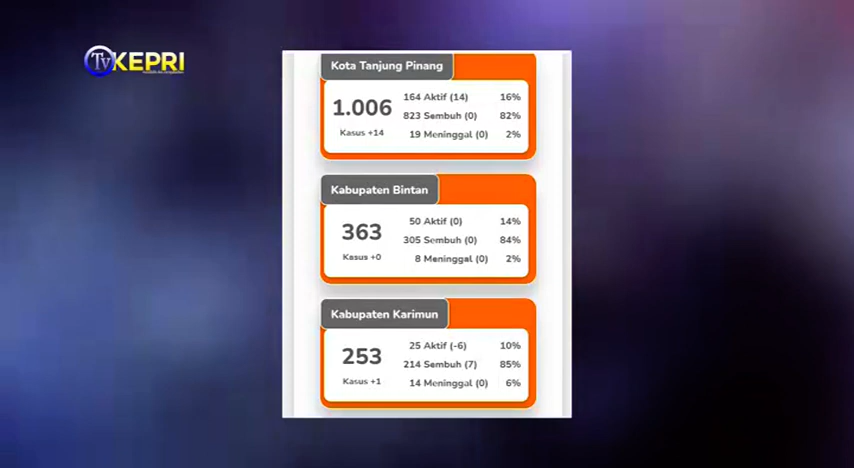 TvKEPRI
Kota Tanjung Pinang
1.006
Kasus +14
164 Aktif (14) 16%
823 Sembuh (0) 82%
19 Meninggal (0) 2%
Kabupaten Bintan
363
Kasus +0
50 Aktif (0) 14%
305 Sembuh (0) 84%
8 Meninggal (0) 2%
Kabupaten Karimun
253
Kasus +1
25 Aktif (-6) 10%
214 Sembuh (7) 85%
14 Meninggal (0) 6%